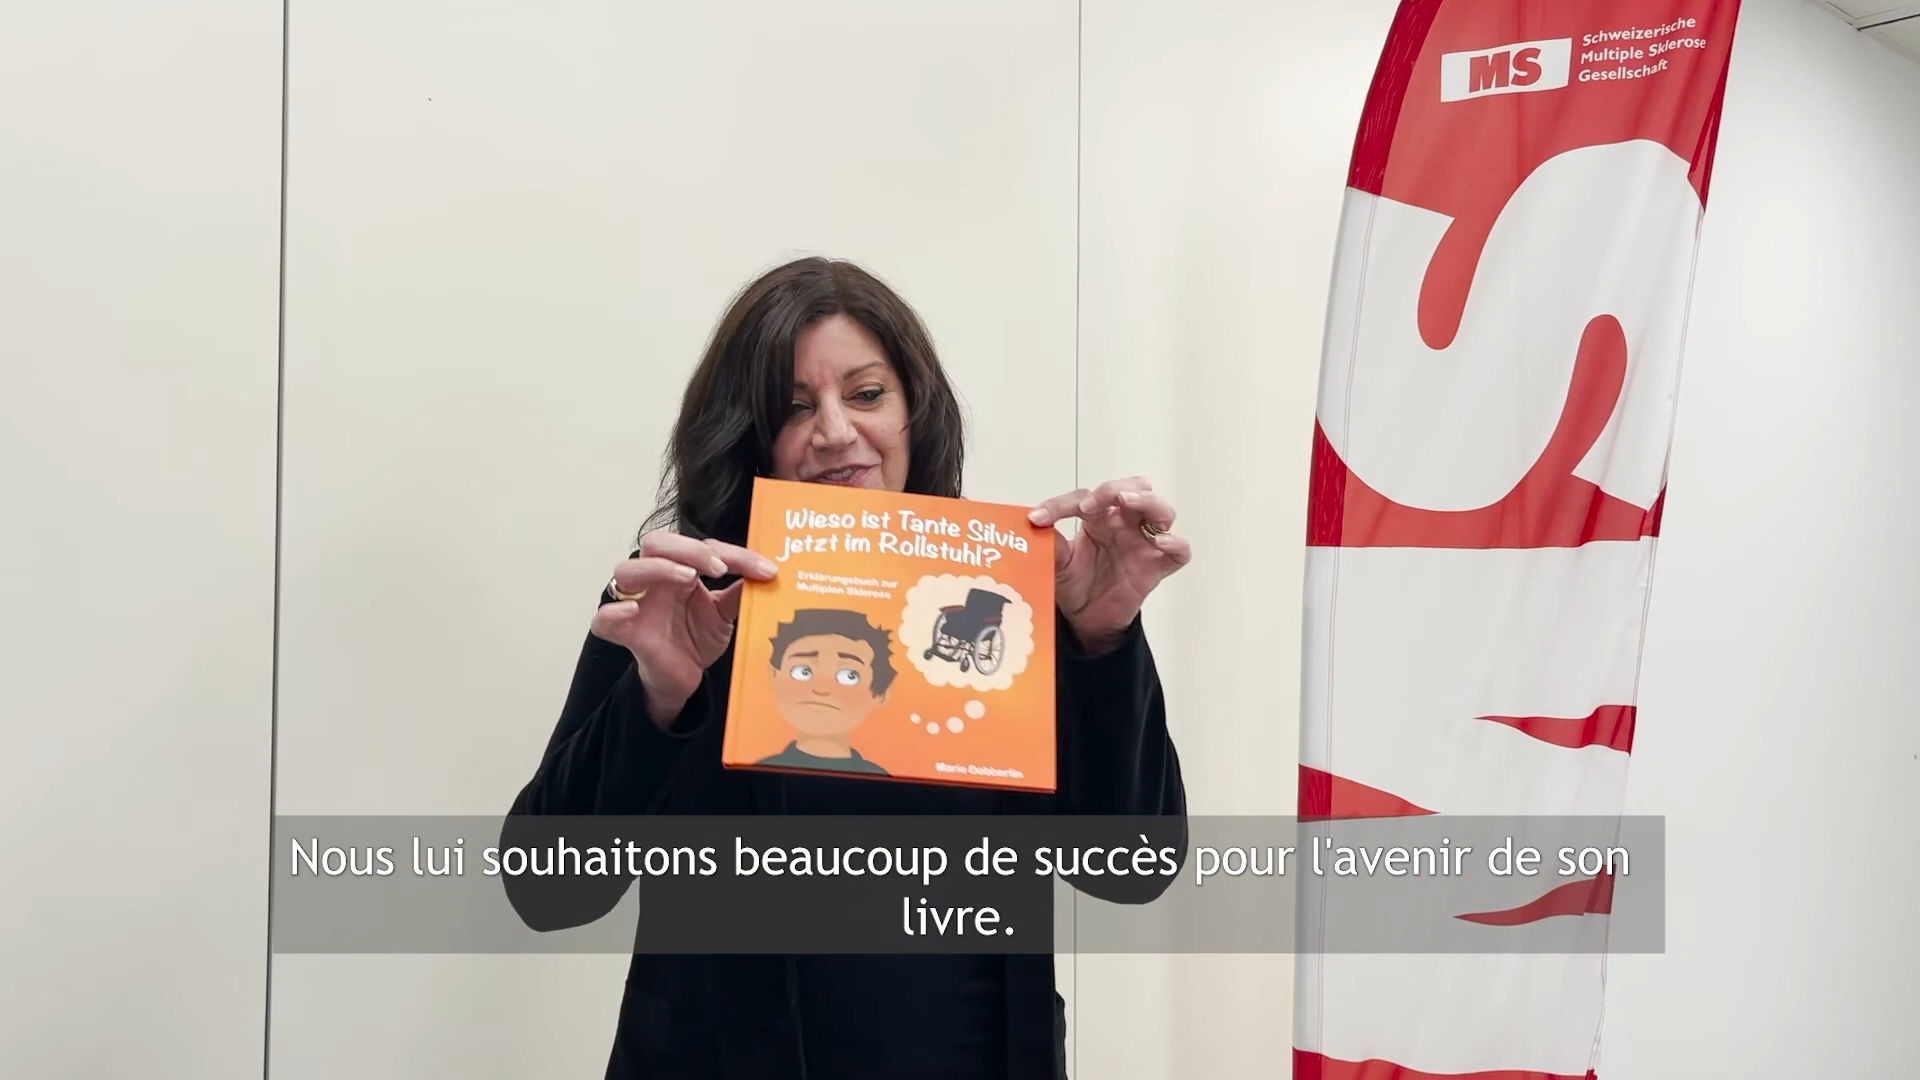 MS
Schweizerische
Multiple Sklerose
Gesellschaft
MS
Wieso ist Tante Silvia
jetzt im Rollstuhl?
Erklärungsbuch zur
Multiplen Sklerose
Marie Dobberlin
Nous lui souhaitons beaucoup de succès pour l'avenir de son
livre.